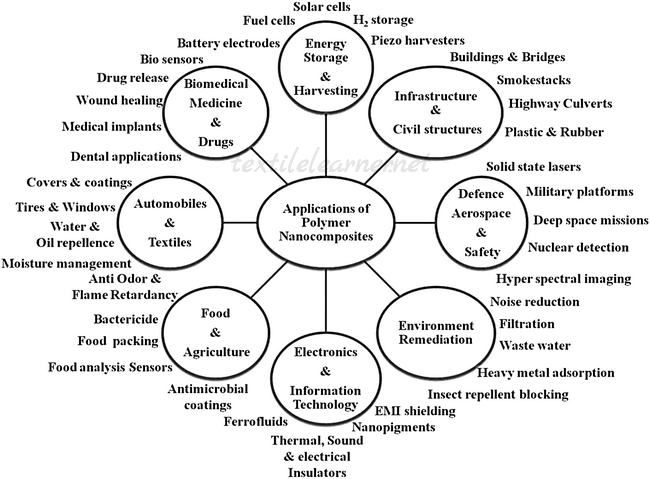 Solar cells
Fuel cells
H₂ storage
Battery electrodes
Piezo harvesters
Energy
Storage
&
Harvesting
Bio sensors
Drug release
Wound healing
Medical implants
Dental applications
Biomedical
Medicine
&
Drugs
Buildings & Bridges
Smokestacks
Highway Culverts
Plastic & Rubber
Infrastructure
&
Civil structures
textilelearner.net
Covers & coatings
Tires & Windows
Water &
Oil repellence
Moisture management
Automobiles
&
Textiles
Applications of
Polymer
Nanocomposites
Defence
Aerospace
&
Safety
Solid state lasers
Military platforms
Deep space missions
Nuclear detection
Hyper spectral imaging
Anti Odor &
Flame Retardancy
Bactericide
Food packing
Food analysis Sensors
Antimicrobial
coatings
Food
&
Agriculture
Electronics
&
Information
Technology
Ferrofluids
Thermal, Sound
& electrical
Insulators
EMI shielding
Nanopigments
Environment
Remediation
Noise reduction
Filtration
Waste water
Heavy metal adsorption
Insect repellent blocking